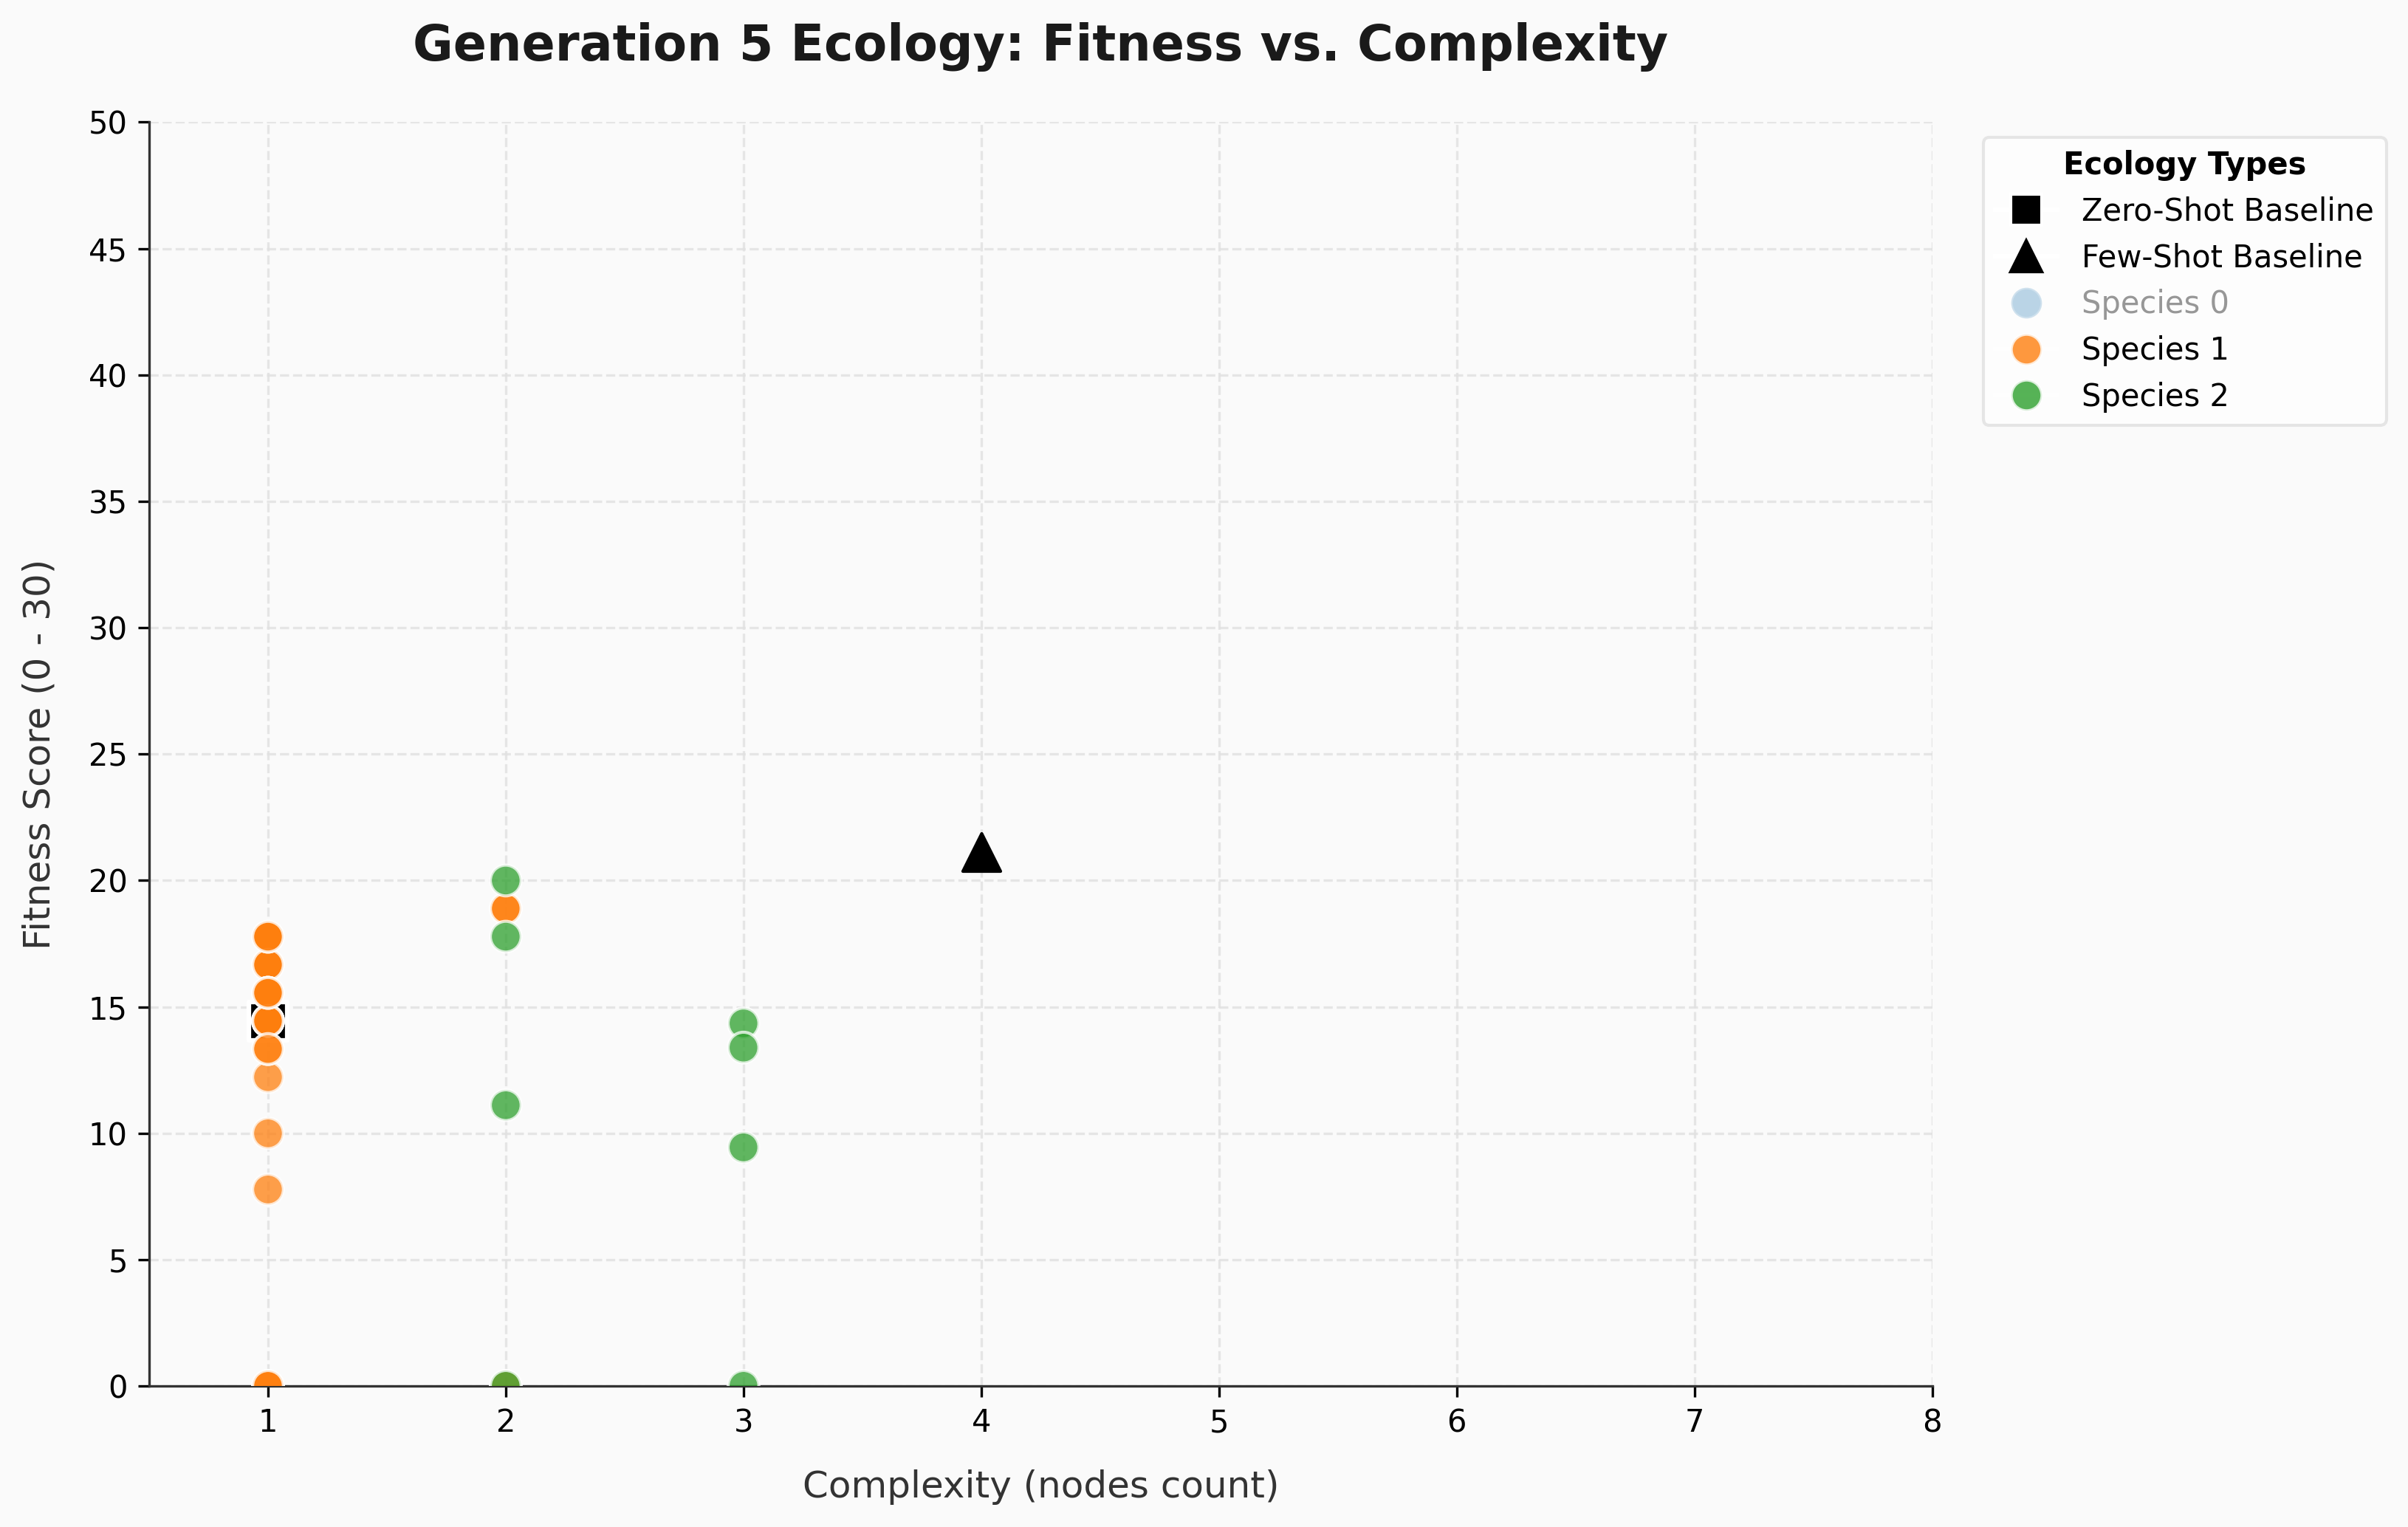 Generation 5 Ecology: Fitness vs. Complexity
50
45
40
35
30
25
20
15
10
5
0
Fitness Score (0 - 30)
1 2 3 4 5 6 7 8
Complexity (nodes count)
Ecology Types
Zero-Shot Baseline
Few-Shot Baseline
Species 0
Species 1
Species 2